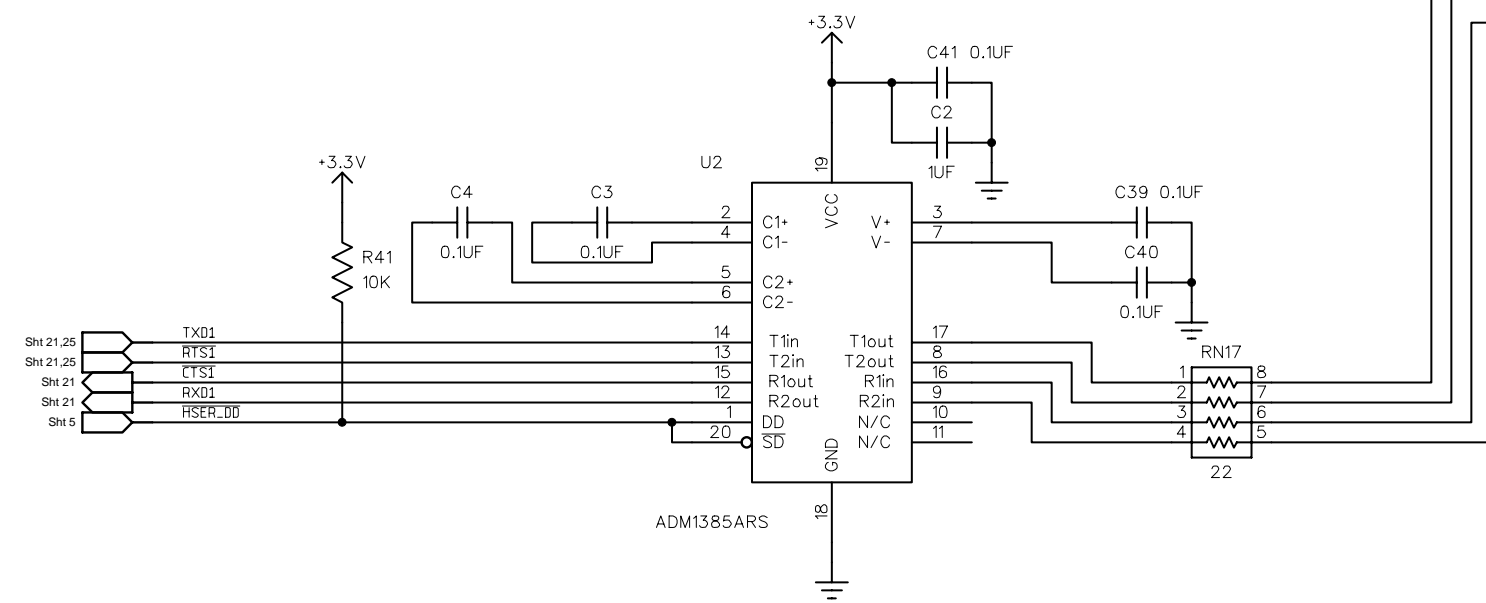 +3.3V
C41 0.1UF
C2
1UF
U2
19
+3.3V
C4
C3
C39 0.1UF
2
C1+
VCC
V+
3
4
C1-
V-
7
0.1UF
0.1UF
R41
10K
C40
5
C2+
6
C2-
0.1UF
Sht 21,25
TXD1
14
T1in
T1out
17
Sht 21,25
RTS1
13
T2in
T2out
8
RN17
Sht 21
CTS1
15
R1out
R1in
16
1
8
Sht 21
RXD1
12
R2out
R2in
9
2
7
Sht 5
HSER_DD
1
DD
N/C
10
3
6
20
SD
GND
N/C
11
4
5
22
18
ADM1385ARS